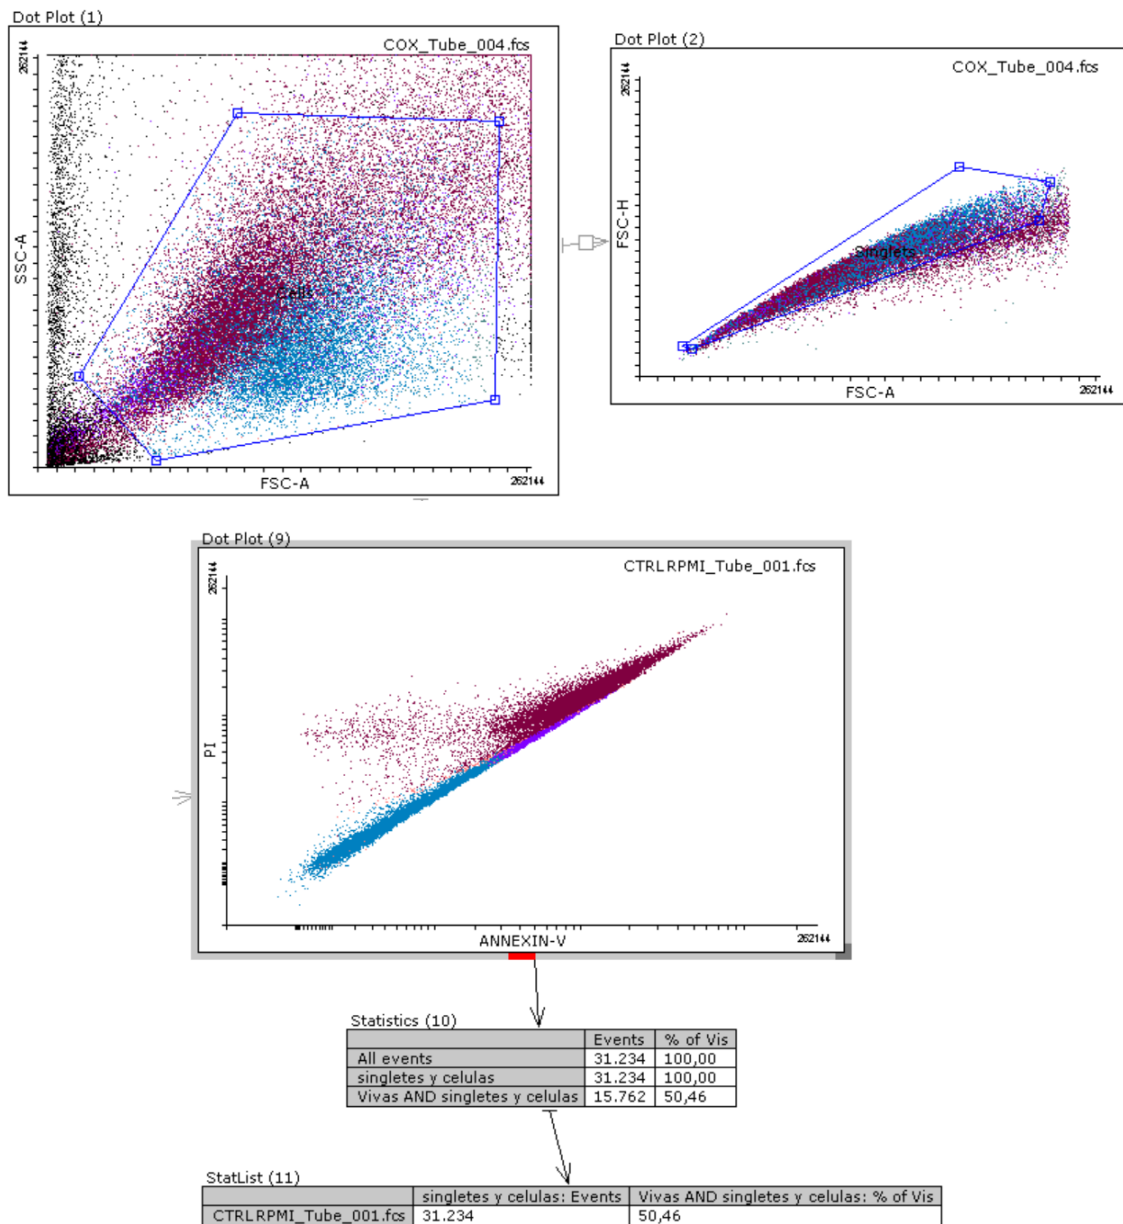 Dot Plot (1)
COX_Tube_004.fcs
262144
SSC-A
FSC-A
262144
Dot Plot (2)
COX_Tube_004.fcs
262144
FSC-H
Singlets
FSC-A
262144
Dot Plot (9)
CTRLRPMI_Tube_001.fcs
262144
PI
ANNEXIN-V
262144
Statistics (10)
Events % of Vis
All events 31.234 100,00
singletes y celulas 31.234 100,00
Vivas AND singletes y celulas 15.762 50,46
StatList (11)
singletes y celulas: Events Vivas AND singletes y celulas: % of Vis
CTRLRPMI_Tube_001.fcs 31.234 50,46